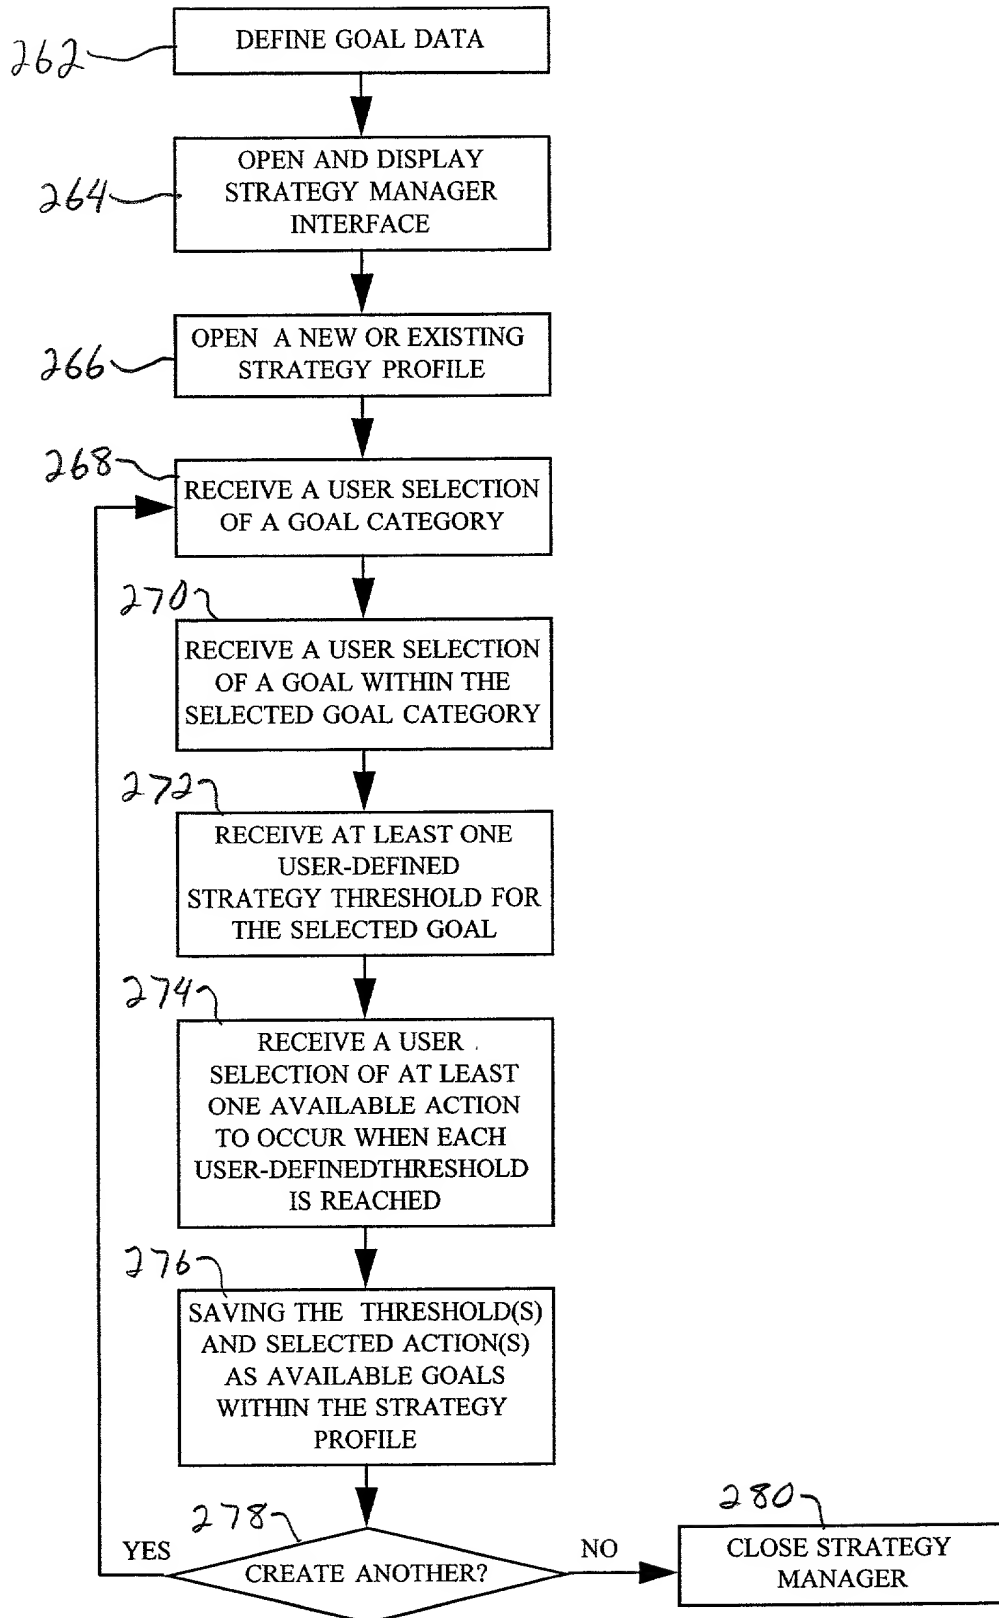 262
DEFINE GOAL DATA
264
OPEN AND DISPLAY
STRATEGY MANAGER
INTERFACE
266
OPEN A NEW OR EXISTING
STRATEGY PROFILE
268
RECEIVE A USER SELECTION
OF A GOAL CATEGORY
270
RECEIVE A USER SELECTION
OF A GOAL WITHIN THE
SELECTED GOAL CATEGORY
272
RECEIVE AT LEAST ONE
USER-DEFINED
STRATEGY THRESHOLD FOR
THE SELECTED GOAL
274
RECEIVE A USER
SELECTION OF AT LEAST
ONE AVAILABLE ACTION
TO OCCUR WHEN EACH
USER-DEFINEDTHRESHOLD
IS REACHED
276
SAVING THE THRESHOLD(S)
AND SELECTED ACTION(S)
AS AVAILABLE GOALS
WITHIN THE STRATEGY
PROFILE
278
YES
CREATE ANOTHER?
NO
280
CLOSE STRATEGY
MANAGER